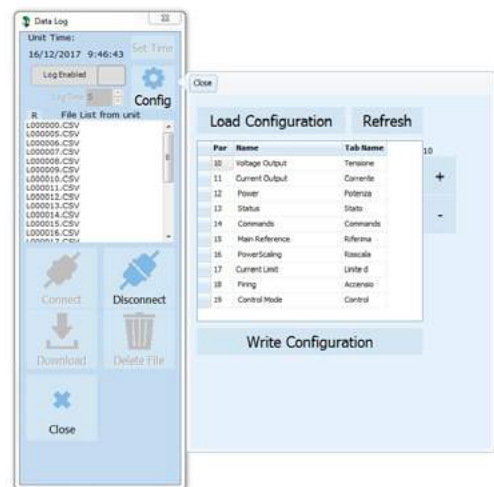 Data Log
Unit Time:
16/12/2017 9:46:43
Set Time
Log Enabled
Log Time 5
Config
R File List from unit
L000000.CSV
L000005.CSV
L000006.CSV
L000007.CSV
L000008.CSV
L000009.CSV
L000010.CSV
L000011.CSV
L000012.CSV
L000013.CSV
L000014.CSV
L000015.CSV
L000016.CSV
L000017.CSV
Connect
Disconnect
Download
Delete File
Close
Close
Load Configuration
Refresh
Par Name Tab Name
10 Voltage Output Tensione
11 Current Output Corrente
12 Power Potenza
13 Status Stato
14 Commands Commands
15 Main Reference Riferime
16 PowerScaling Rascala
17 Current Limit Limite d
18 Firing Accensio
19 Control Mode Control
10
+
-
Write Configuration